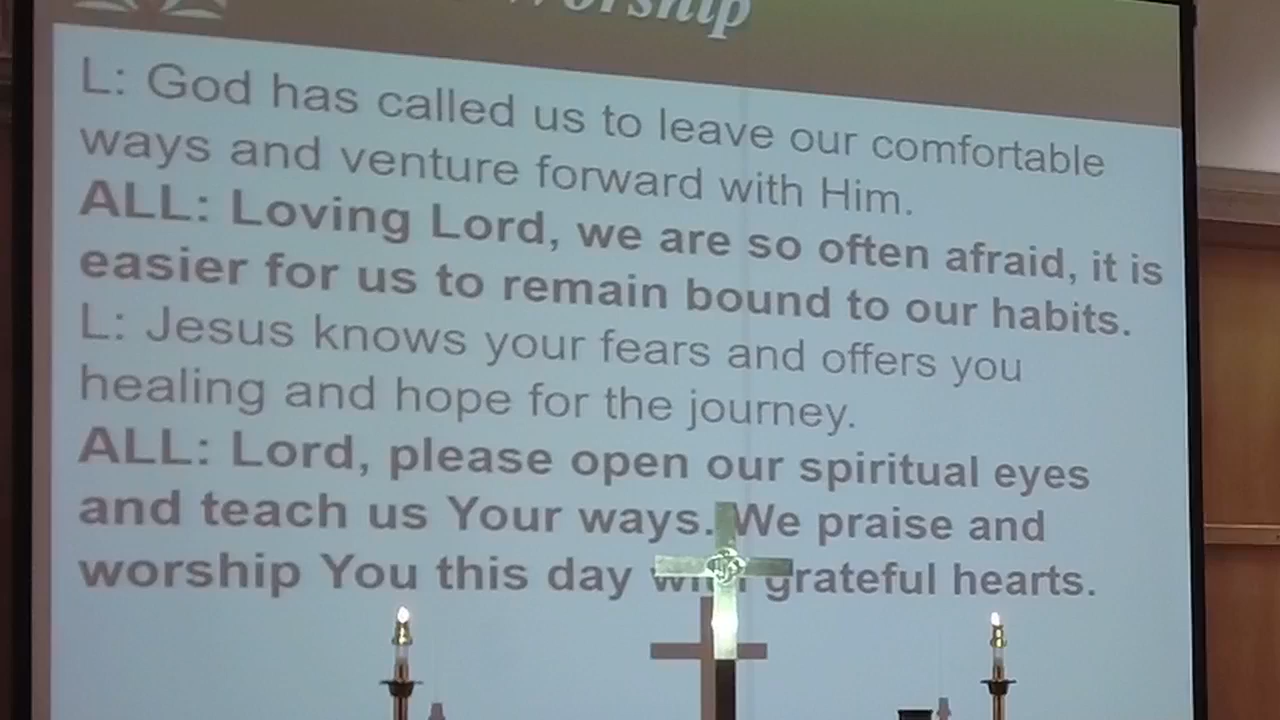 Worship
L: God has called us to leave our comfortable
ways and venture forward with Him.
ALL: Loving Lord, we are so often afraid, it is
easier for us to remain bound to our habits.
L: Jesus knows your fears and offers you
healing and hope for the journey.
ALL: Lord, please open our spiritual eyes
and teach us Your ways. We praise and
worship You this day with grateful hearts.